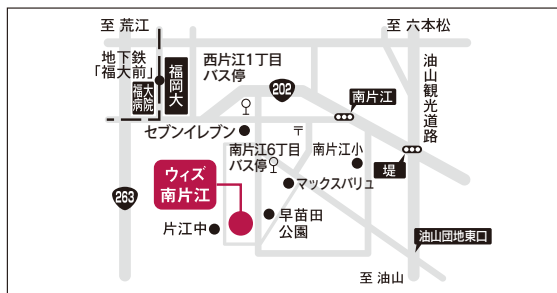 至 荒江
至 六本松
地下鉄
「福大前」
福岡大
福大
病院
西片江1丁目
バス停
202
南片江
油山観光道路
セブンイレブン
〒
南片江6丁目
バス停
南片江小
堤
ウィズ
南片江
マックスバリュ
263
片江中
早苗田
公園
油山団地東口
至 油山